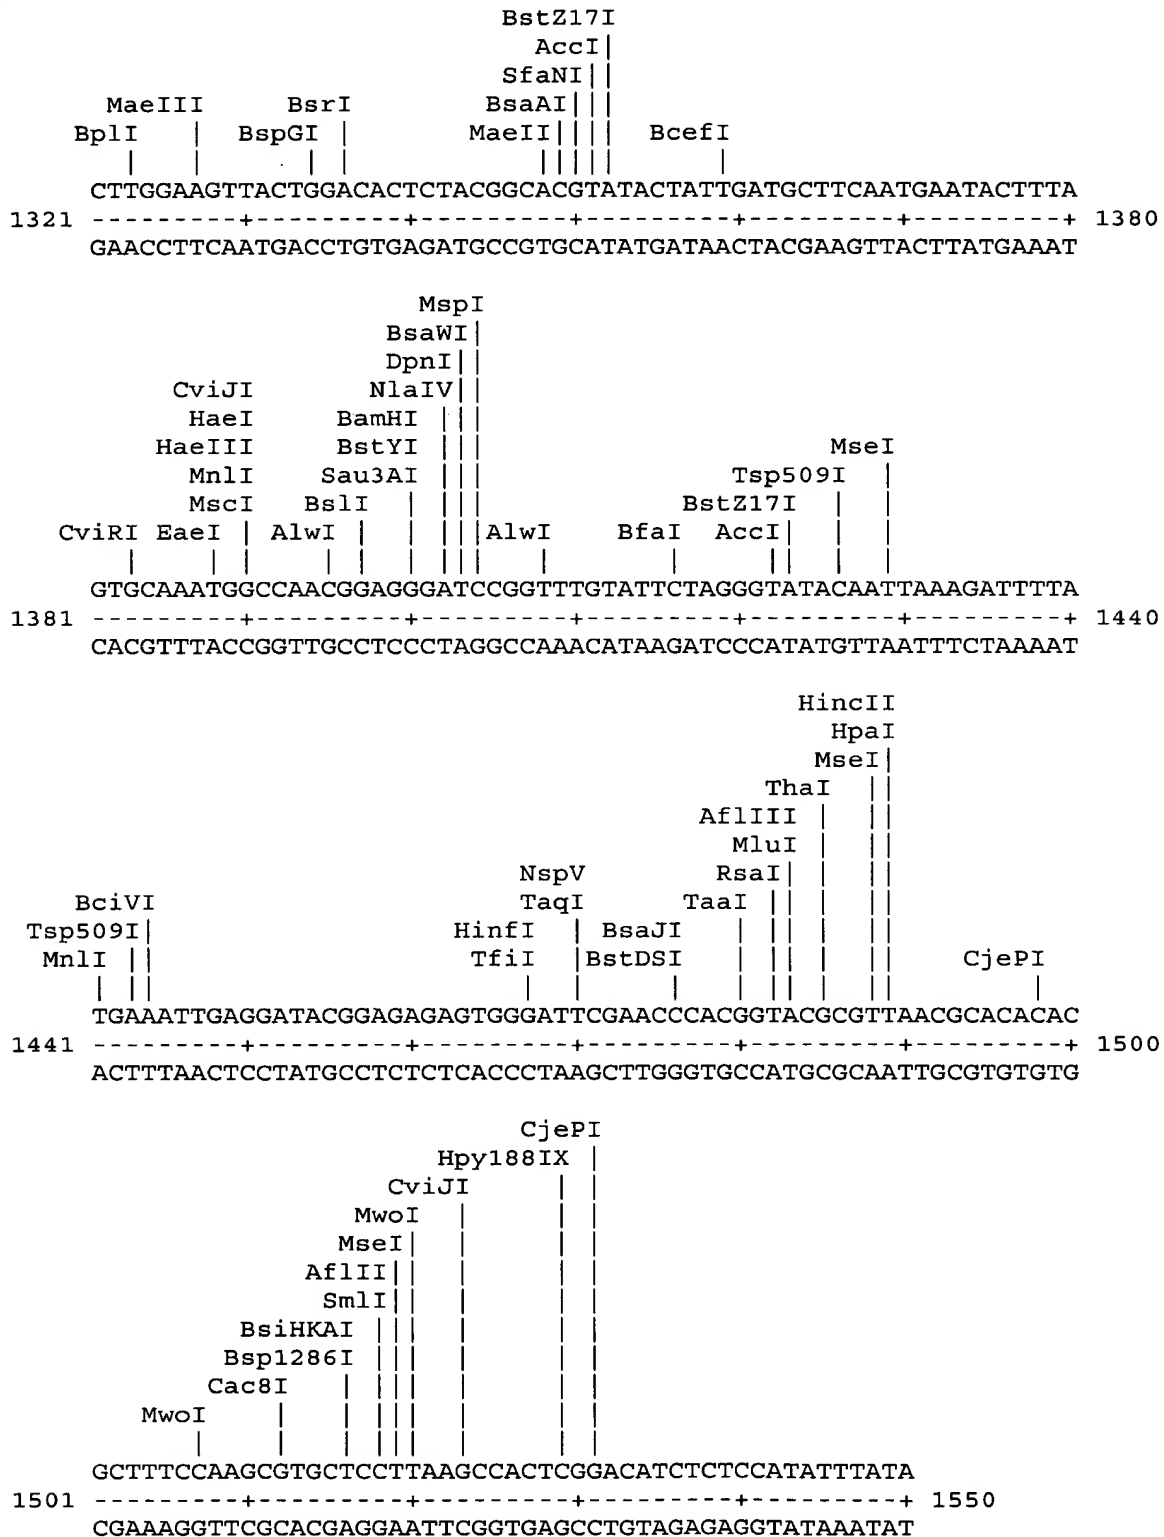 BstZ17I
AccI|
SfaNI| |
MaeIII BsrI BsaAI| | |
BplI | BspGI | MaeII| | | | BcefI
| | | | | | | | | |
CTTGGAAGTTACTGGACACTCTACGGCACGTATACTATTGATGCTTCAATGAATACTTTA
1321 ---------+---------+---------+---------+---------+---------+ 1380
GAACCTTCAATGACCTGTGAGATGCCGTGCATATGATAACTACGAAGTTACTTATGAAAT
MspI
BsaWI|
DpnI| |
CviJI NlaIV| | |
HaeI BamHI | | |
HaeIII BstYI | | | MseI
MnlI Sau3AI | | | Tsp509I |
MscI BslI | | | | BstZ17I | |
CviRI EaeI | AlwI | | | | |AlwI BfaI AccI| | |
| | | | | | | | | | | | | | |
GTGCAAATGGCCAACGGAGGGATCCGGTTTGTATTCTAGGGTATACAATTAAAGATTTTA
1381 ---------+---------+---------+---------+---------+---------+ 1440
CACGTTTACCGGTTGCCTCCCTAGGCCAAACATAAGATCCCATATGTTAATTTCTAAAAT
HincII
HpaI
MseI|
ThaI ||
AflIII | ||
MluI | ||
NspV RsaI| | ||
BciVI TaqI TaaI || | ||
Tsp509I| HinfI | BsaJI | || | ||
MnlI || TfiI | BstDSI | || | || CjePI
| || | | | | || | || |
TGAAATTGAGGATACGGAGAGAGTGGGATTCGAACCCACGGTACGCGTTAACGCACACAC
1441 ---------+---------+---------+---------+---------+---------+ 1500
ACTTTAACTCCTATGCCTCTCTCACCCTAAGCTTGGGTGCCATGCGCAATTGCGTGTGTG
CjePI
Hpy188IX |
CviJI | |
MwoI | | |
MseI| | | |
AflII|| | | |
SmlI|| | | |
BsiHKAI ||| | | |
Bsp1286I ||| | | |
Cac8I | ||| | | |
MwoI | | ||| | | |
| | | ||| | | |
GCTTTCCAAGCGTGCTCCTTAAGCCACTCGGACATCTCTCCATATTTATA
1501 ---------+---------+---------+---------+---------+ 1550
CGAAAGGTTCGCACGAGGAATTCGGTGAGCCTGTAGAGAGGTATAAATAT